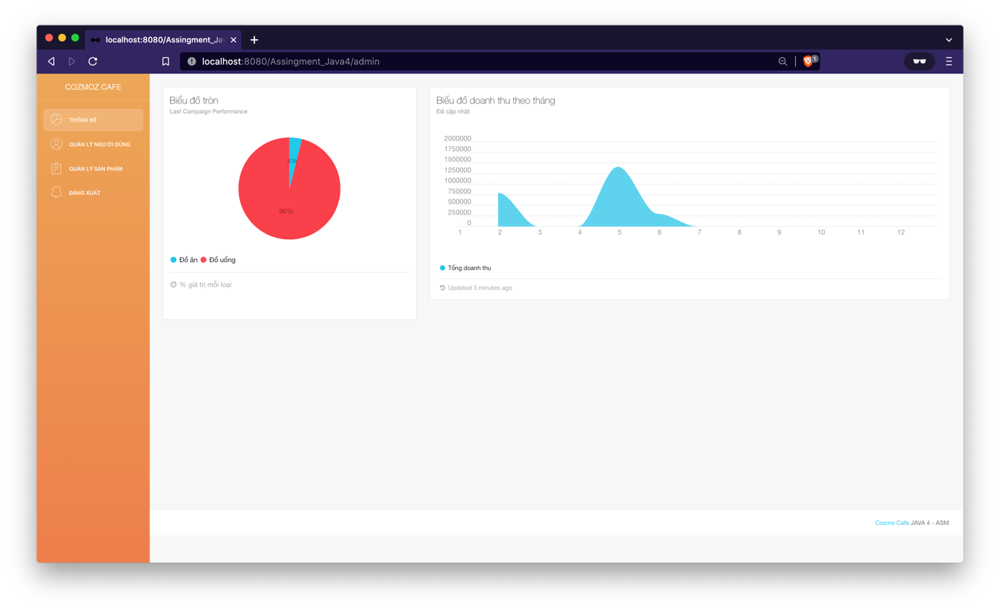 localhost:8080/Assingment_Ja
localhost:8080/Assingment_Java4/admin
1
COZMOZ CAFE
THỐNG KÊ
QUẢN LÝ NGƯỜI DÙNG
QUẢN LÝ SẢN PHẨM
ĐĂNG XUẤT
Biểu đồ tròn
Last Campaign Performance
4%
96%
Đồ ăn Đồ uống
% giá trị mỗi loại
Biểu đồ doanh thu theo tháng
Đã cập nhật
2000000
1750000
1500000
1250000
1000000
750000
500000
250000
0
1 2 3 4 5 6 7 8 9 10 11 12
Tổng doanh thu
Updated 3 minutes ago
Cozmo Cafe JAVA 4 - ASM